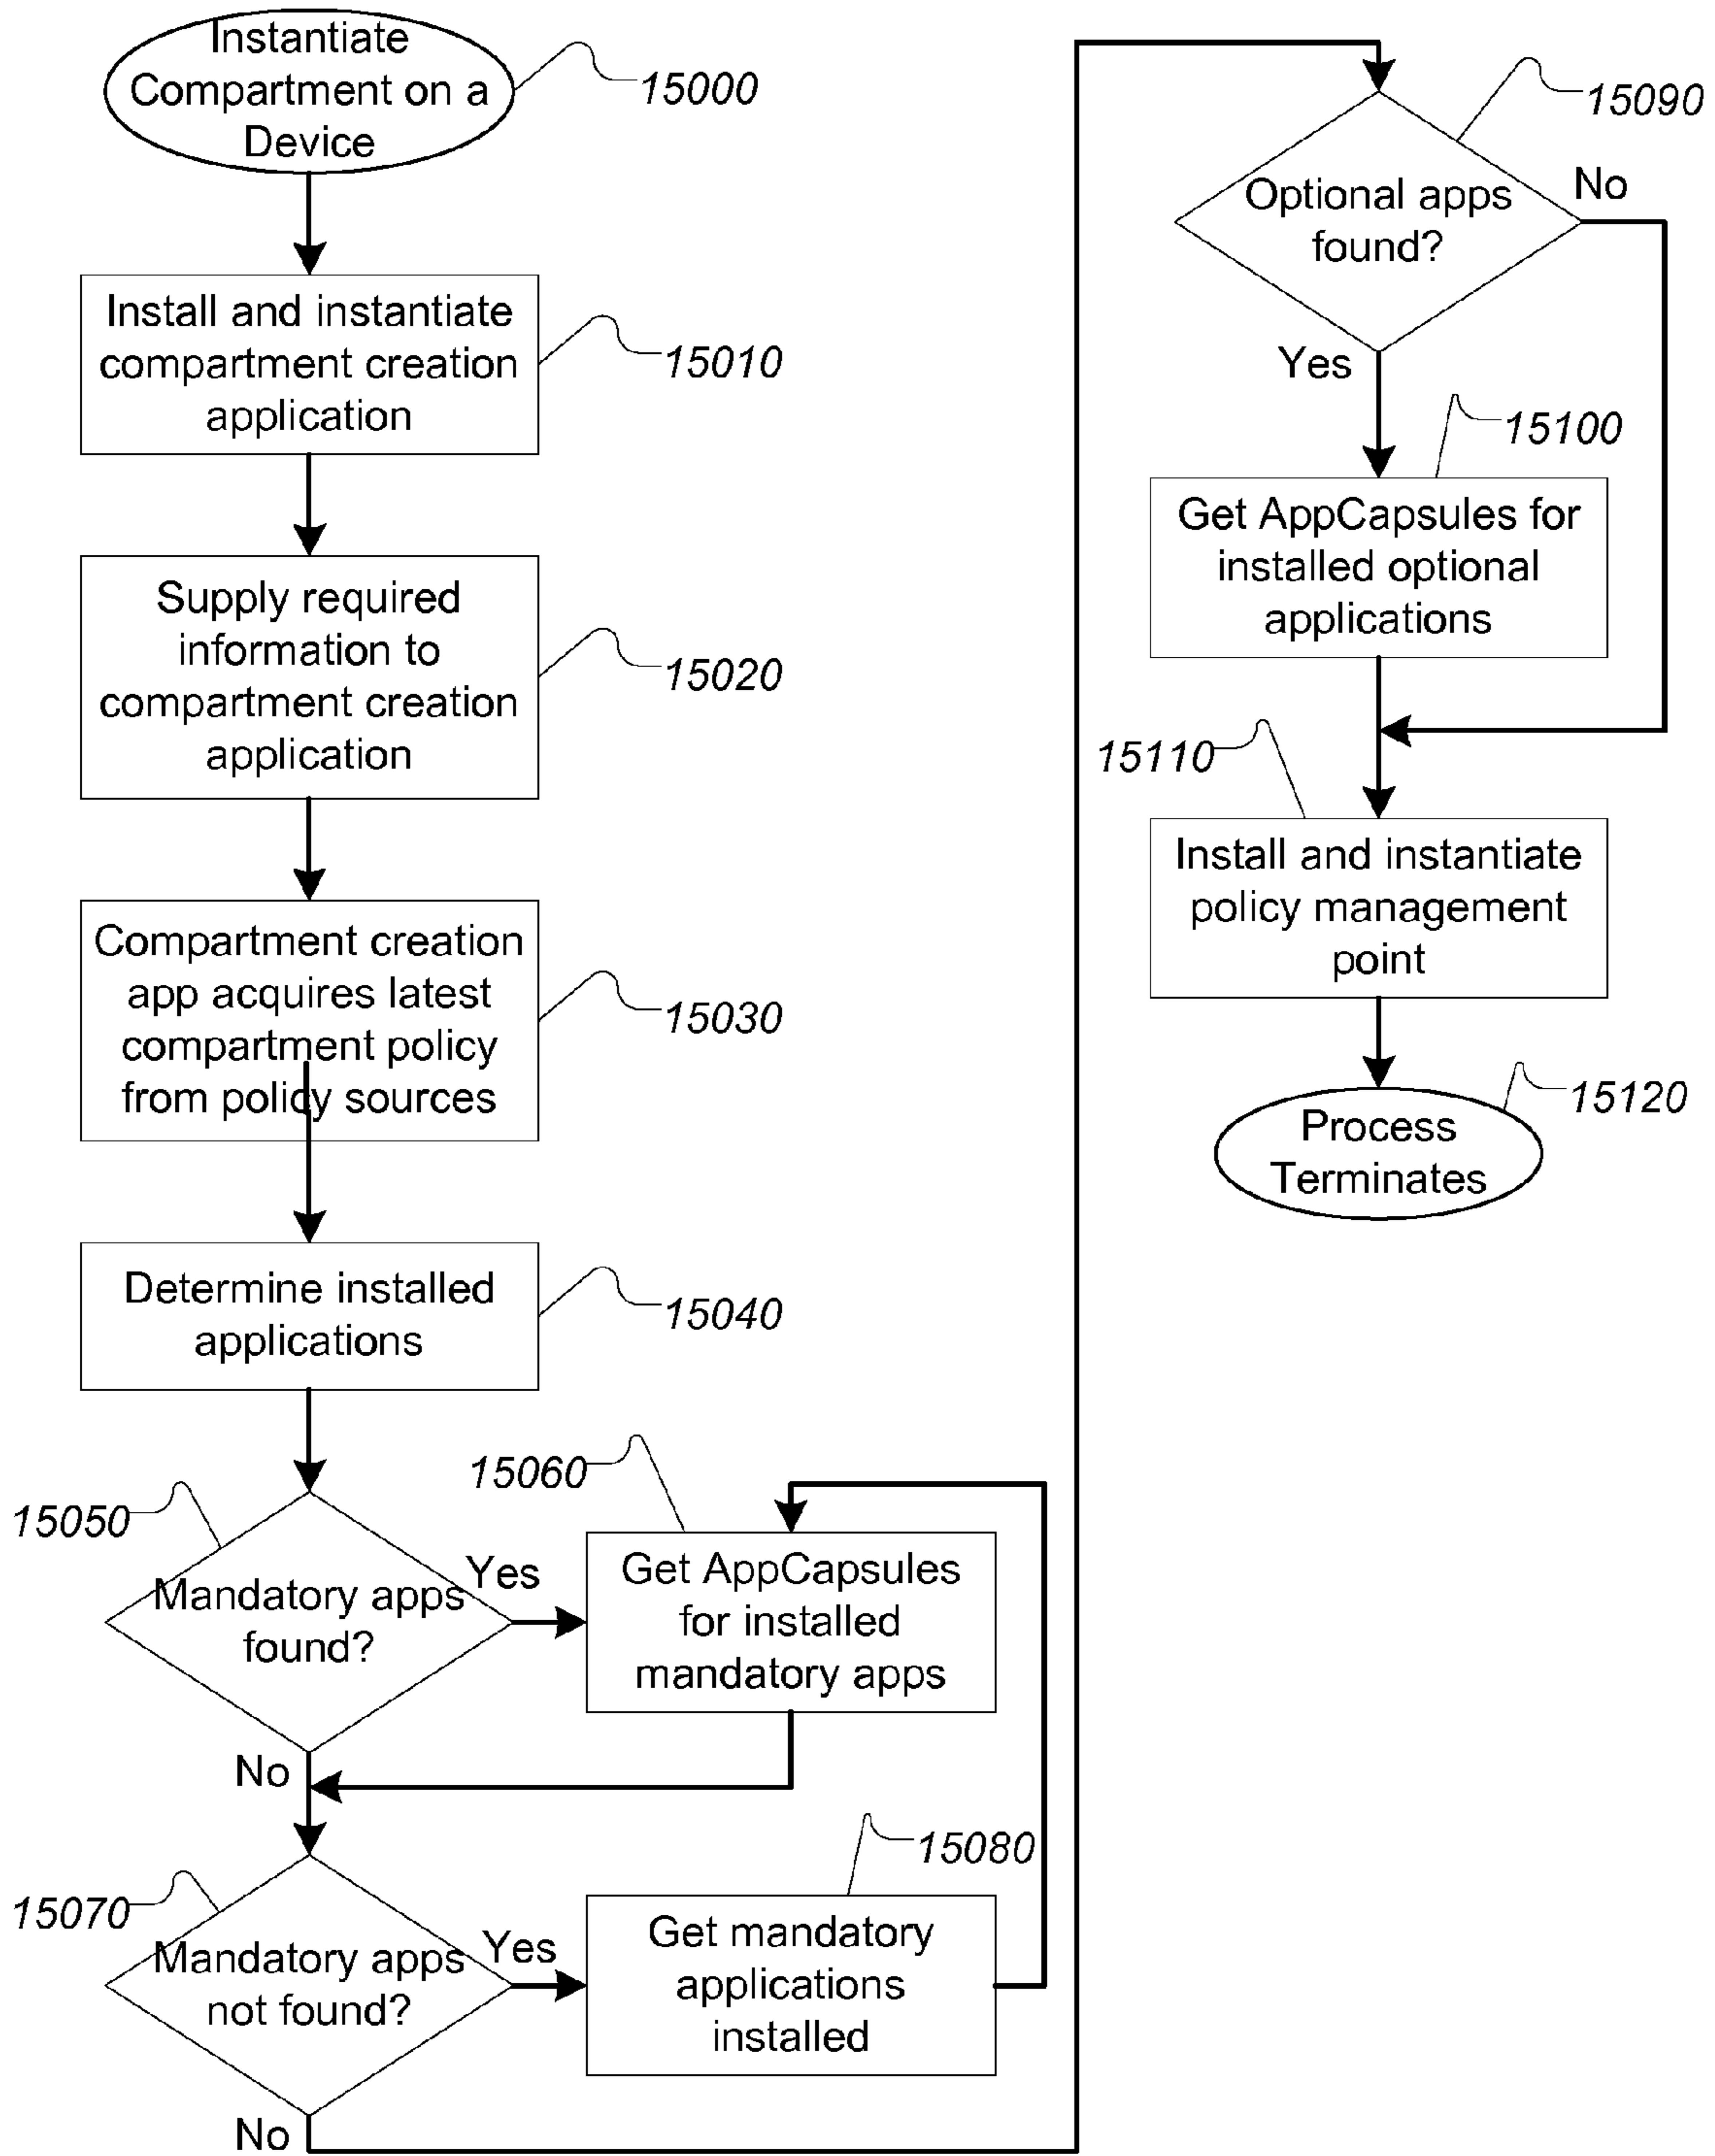 Instantiate
Compartment on a
Device
15000
Install and instantiate
compartment creation
application
15010
Supply required
information to
compartment creation
application
15020
Compartment creation
app acquires latest
compartment policy
from policy sources
15030
Determine installed
applications
15040
15050
Mandatory apps
found?
Yes
No
15060
Get AppCapsules
for installed
mandatory apps
15070
Mandatory apps
not found?
Yes
No
15080
Get mandatory
applications
installed
15090
Optional apps
found?
No
Yes
15100
Get AppCapsules for
installed optional
applications
15110
Install and instantiate
policy management
point
15120
Process
Terminates